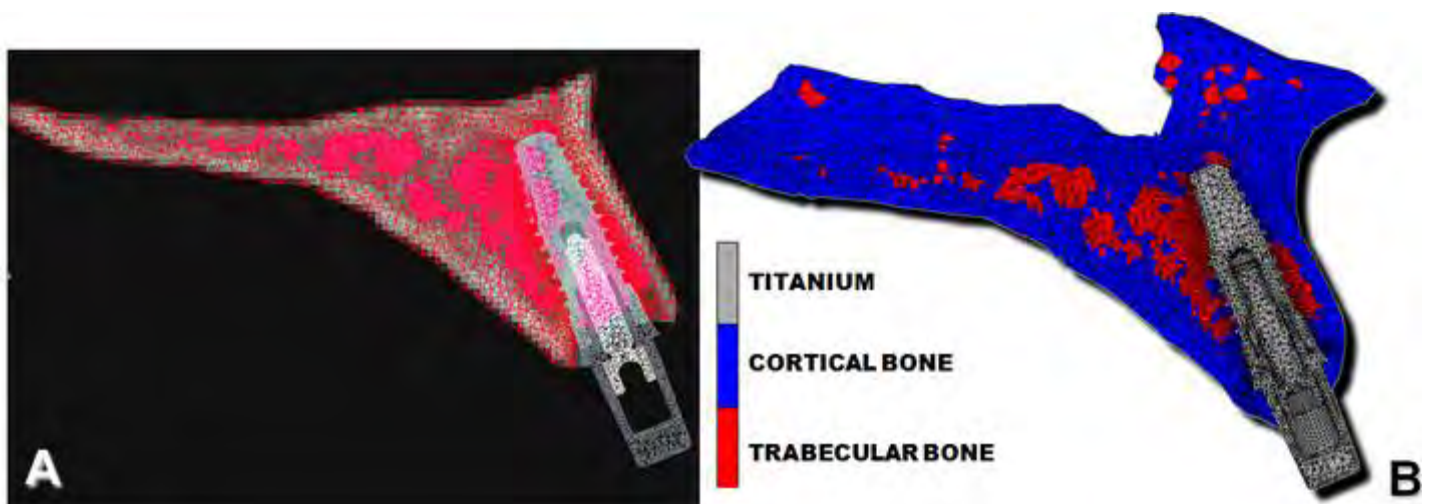 TITANIUM
CORTICAL BONE
TRABECULAR BONE
A
B